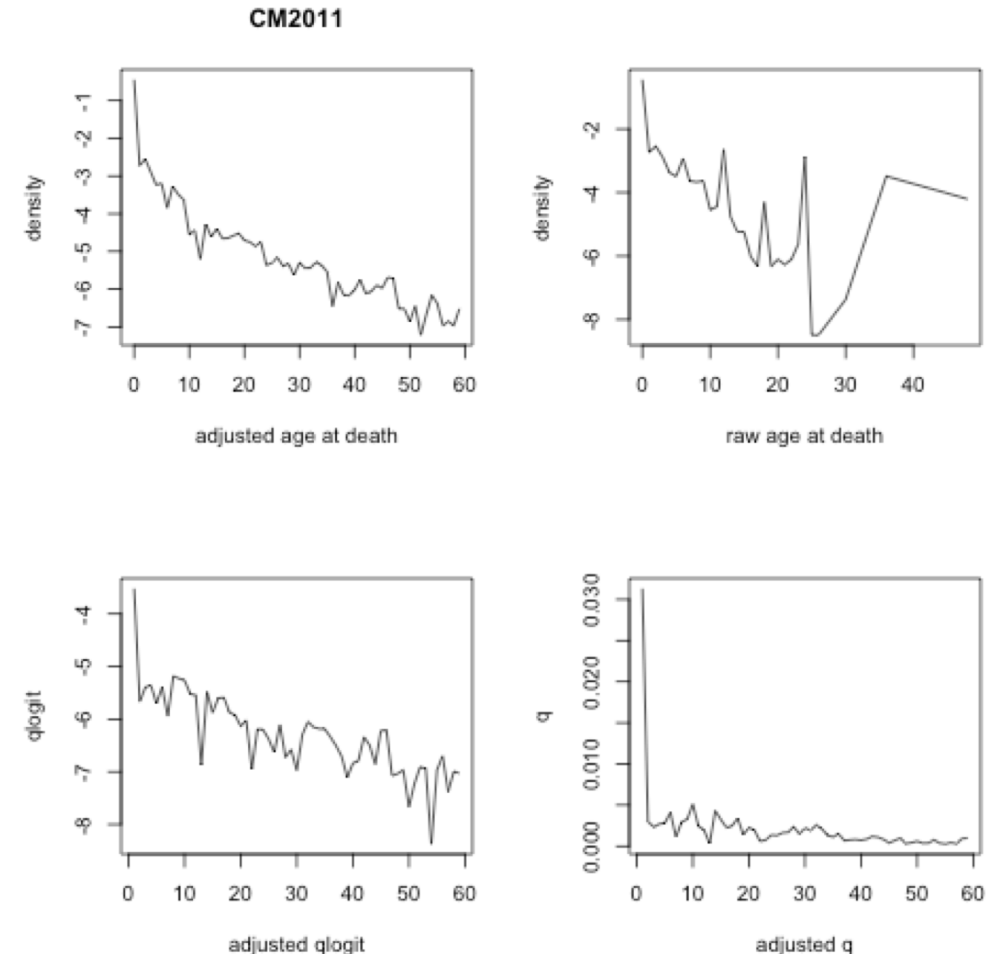 CM2011
density
-1
-2
-3
-4
-5
-6
-7
0 10 20 30 40 50 60
adjusted age at death
density
-2
-4
-6
-8
0 10 20 30 40
raw age at death
qlogit
-4
-5
-6
-7
-8
0 10 20 30 40 50 60
adjusted qlogit
q
0.030
0.020
0.010
0.000
0 10 20 30 40 50 60
adjusted q